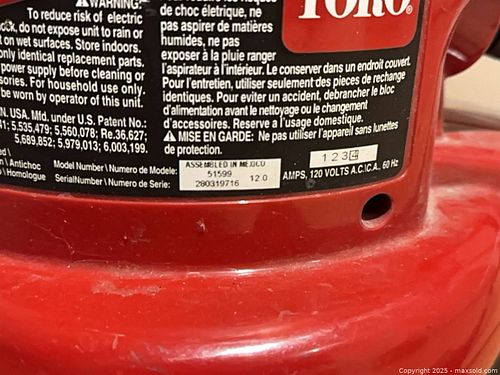 WARNING:
To reduce risk of electric
do not expose unit to rain or
on wet surfaces. Store indoors.
only identical replacement parts.
power supply before cleaning or
For household use only.
be worn by operator of this unit.
USA. Mfd. under U.S. Patent No.:
5,535,479; 5,560,078; Re.36,627;
5,689,852; 5,979,013; 6,003,199.
de choc életrique, ne
pas aspirer de matières
humides, ne pas
exposer à la pluie ranger
l'aspirateur à l'intérieur. Le conserver dans un endroit couvert.
Pour l'entretien, utiliser seulement des pieces de rechange
identiques. Pour eviter un accident, debrancher le bloc
d'alimentation avant le nettoyage ou le changement
d'accesoires. Reserve a l'usage domestique.
MISE EN GARDE: Ne pas utiliser l'appareil sans lunettes
de protection.
TORO®
Antichoc
Homologue
Model Number \ Numero de Modele:
SerialNumber \ Numero de Serie:
ASSEMBLED IN MEXICO
51599
280319716 12.0
1 2 3 4
AMPS, 120 VOLTS A.C.\C.A. 60 Hz
Copyright 2025 - maxsold.com